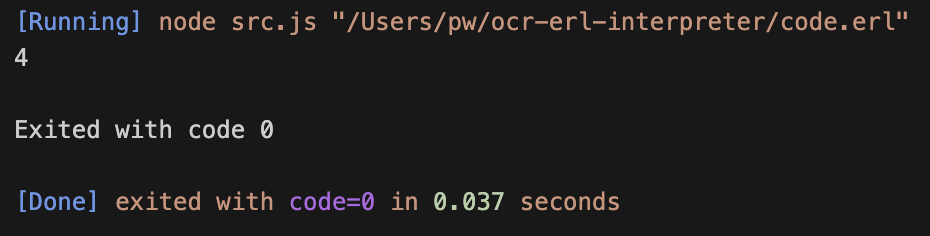 [Running] node src.js "/Users/pw/ocr-erl-interpreter/code.erl"
4
Exited with code 0
[Done] exited with code=0 in 0.037 seconds